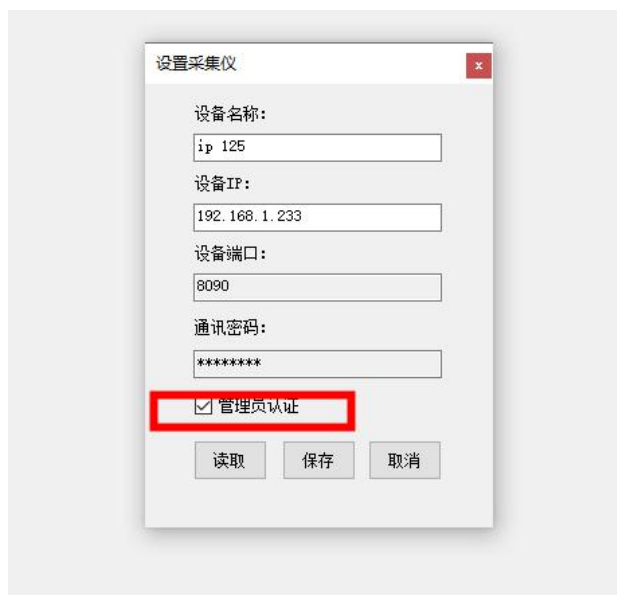 设置采集仪
x
设备名称：
ip 125
设备IP：
192.168.1.233
设备端口：
8090
通讯密码：
********
管理员认证
读取 保存 取消